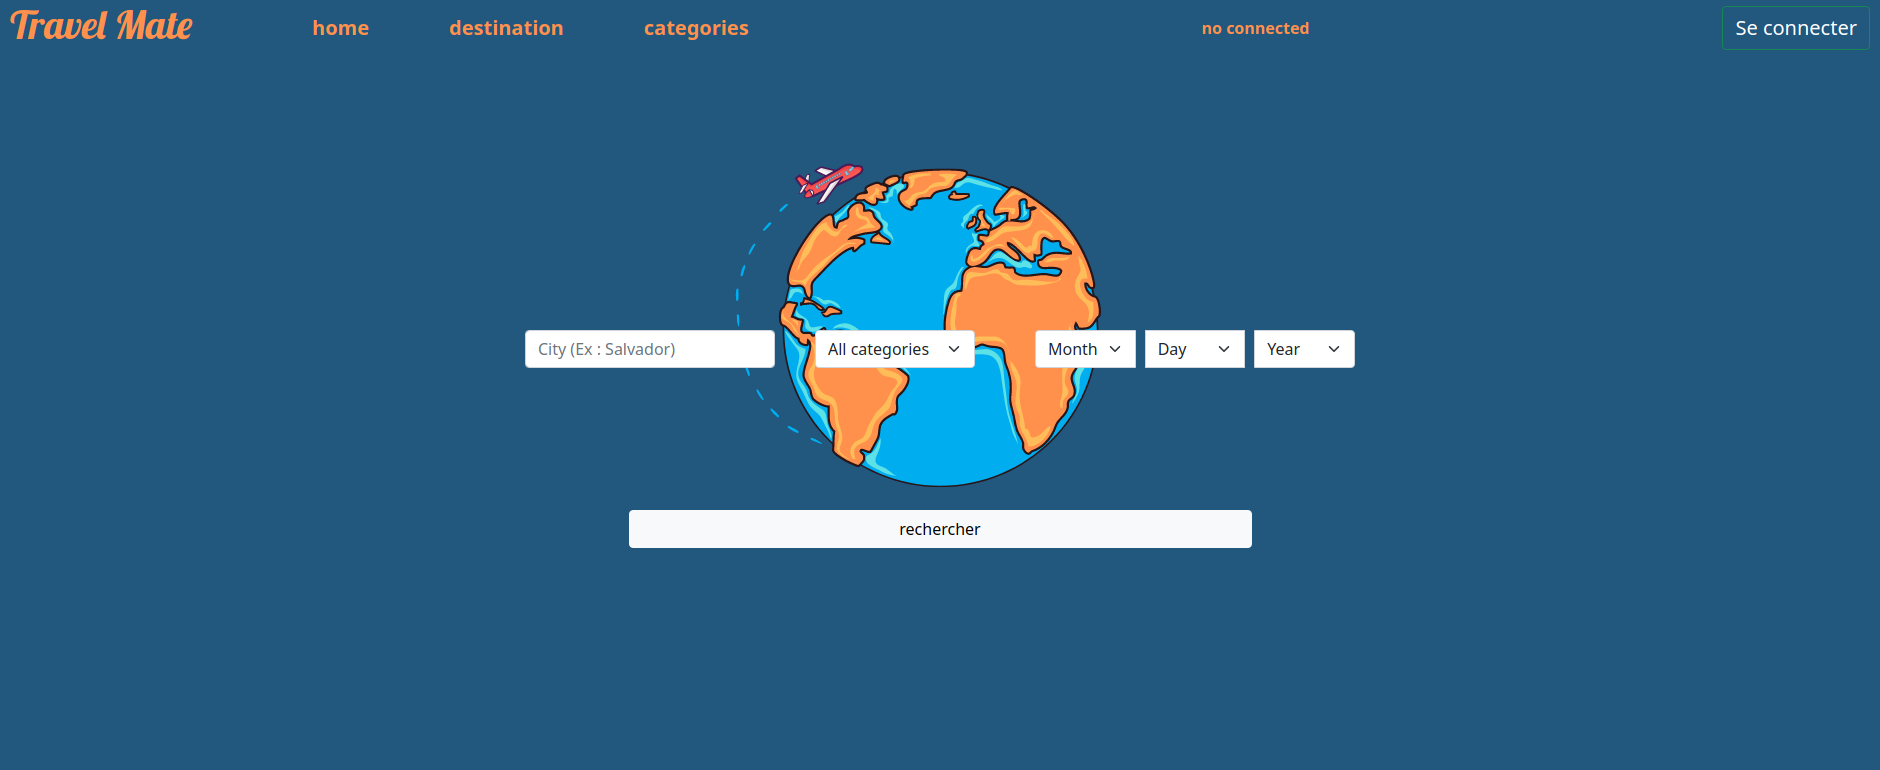 Travel Mate home destination categories no connected Se connecter
City (Ex : Salvador) All categories Month Day Year
rechercher